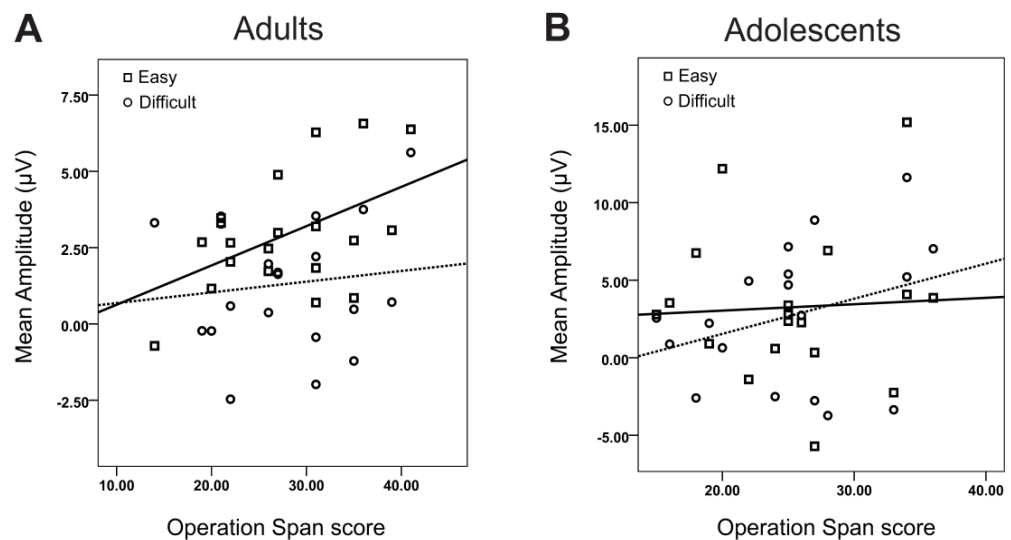 A
Adults
Easy
Difficult
7.50
5.00
2.50
0.00
-2.50
10.00 20.00 30.00 40.00
Mean Amplitude (µV)
Operation Span score
B
Adolescents
Easy
Difficult
15.00
10.00
5.00
0.00
-5.00
20.00 30.00 40.00
Mean Amplitude (µV)
Operation Span score